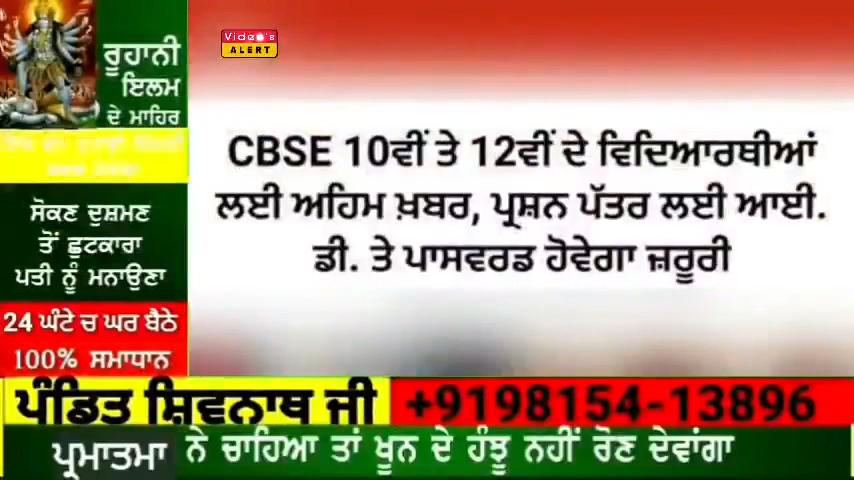 ਰੂਹਾਨੀ
ਇਲਮ
ਦੇ ਮਾਹਿਰ
ਸੋਕਣ ਦੁਸ਼ਮਣ
ਤੋਂ ਛੁਟਕਾਰਾ
ਪਤੀ ਨੂੰ ਮਨਾਉਣਾ
24 ਘੰਟੇ ਚ ਘਰ ਬੈਠੇ
100% ਸਮਾਧਾਨ
Video's
ALERT
CBSE 10ਵੀਂ ਤੇ 12ਵੀਂ ਦੇ ਵਿਦਿਆਰਥੀਆਂ
ਲਈ ਅਹਿਮ ਖ਼ਬਰ, ਪ੍ਰਸ਼ਨ ਪੱਤਰ ਲਈ ਆਈ.
ਡੀ. ਤੇ ਪਾਸਵਰਡ ਹੋਵੇਗਾ ਜ਼ਰੂਰੀ
ਪੰਡਿਤ ਸ਼ਿਵਨਾਥ ਜੀ +9198154-13896
ਪ੍ਰਮਾਤਮਾ ਨੇ ਚਾਹਿਆ ਤਾਂ ਖੂਨ ਦੇ ਹੰਝੂ ਨਹੀਂ ਰੋਣ ਦੇਵਾਂਗਾ